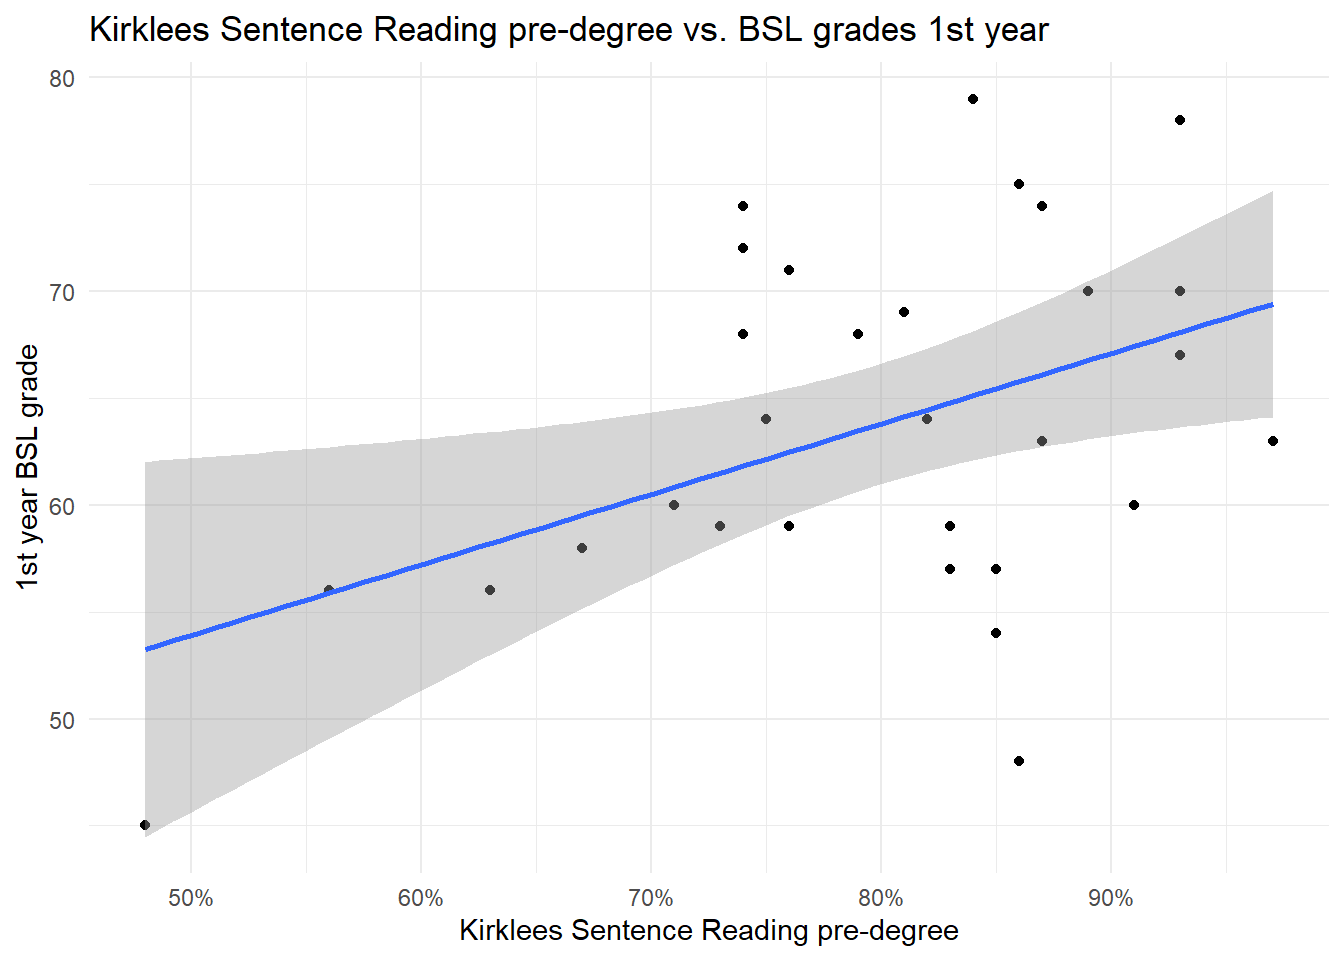 Kirklees Sentence Reading pre-degree vs. BSL grades 1st year
80
70
60
50
1st year BSL grade
50% 60% 70% 80% 90%
Kirklees Sentence Reading pre-degree